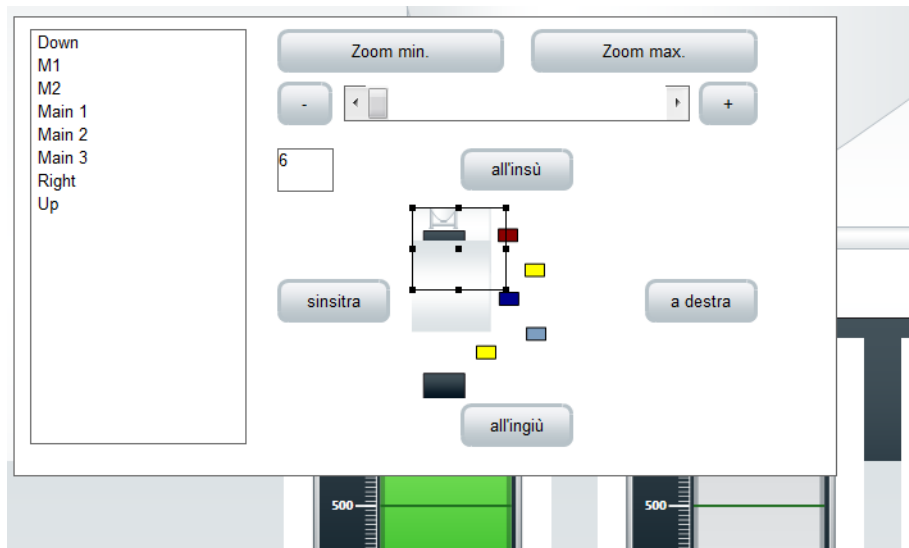 Down
M1
M2
Main 1
Main 2
Main 3
Right
Up
Zoom min.
Zoom max.
-
+
6
all'insù
sinsitra
a destra
all'ingiù
500
500